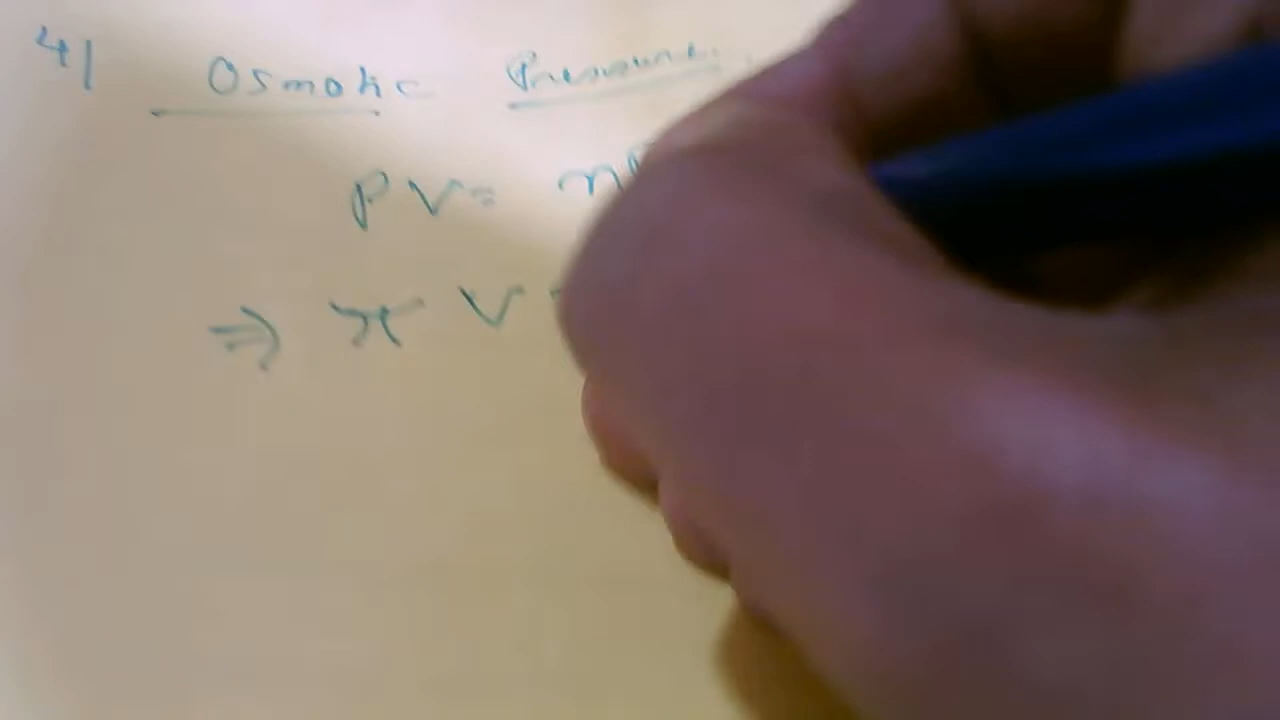 4) Osmotic Pressure.
PV= n
⇒ π V